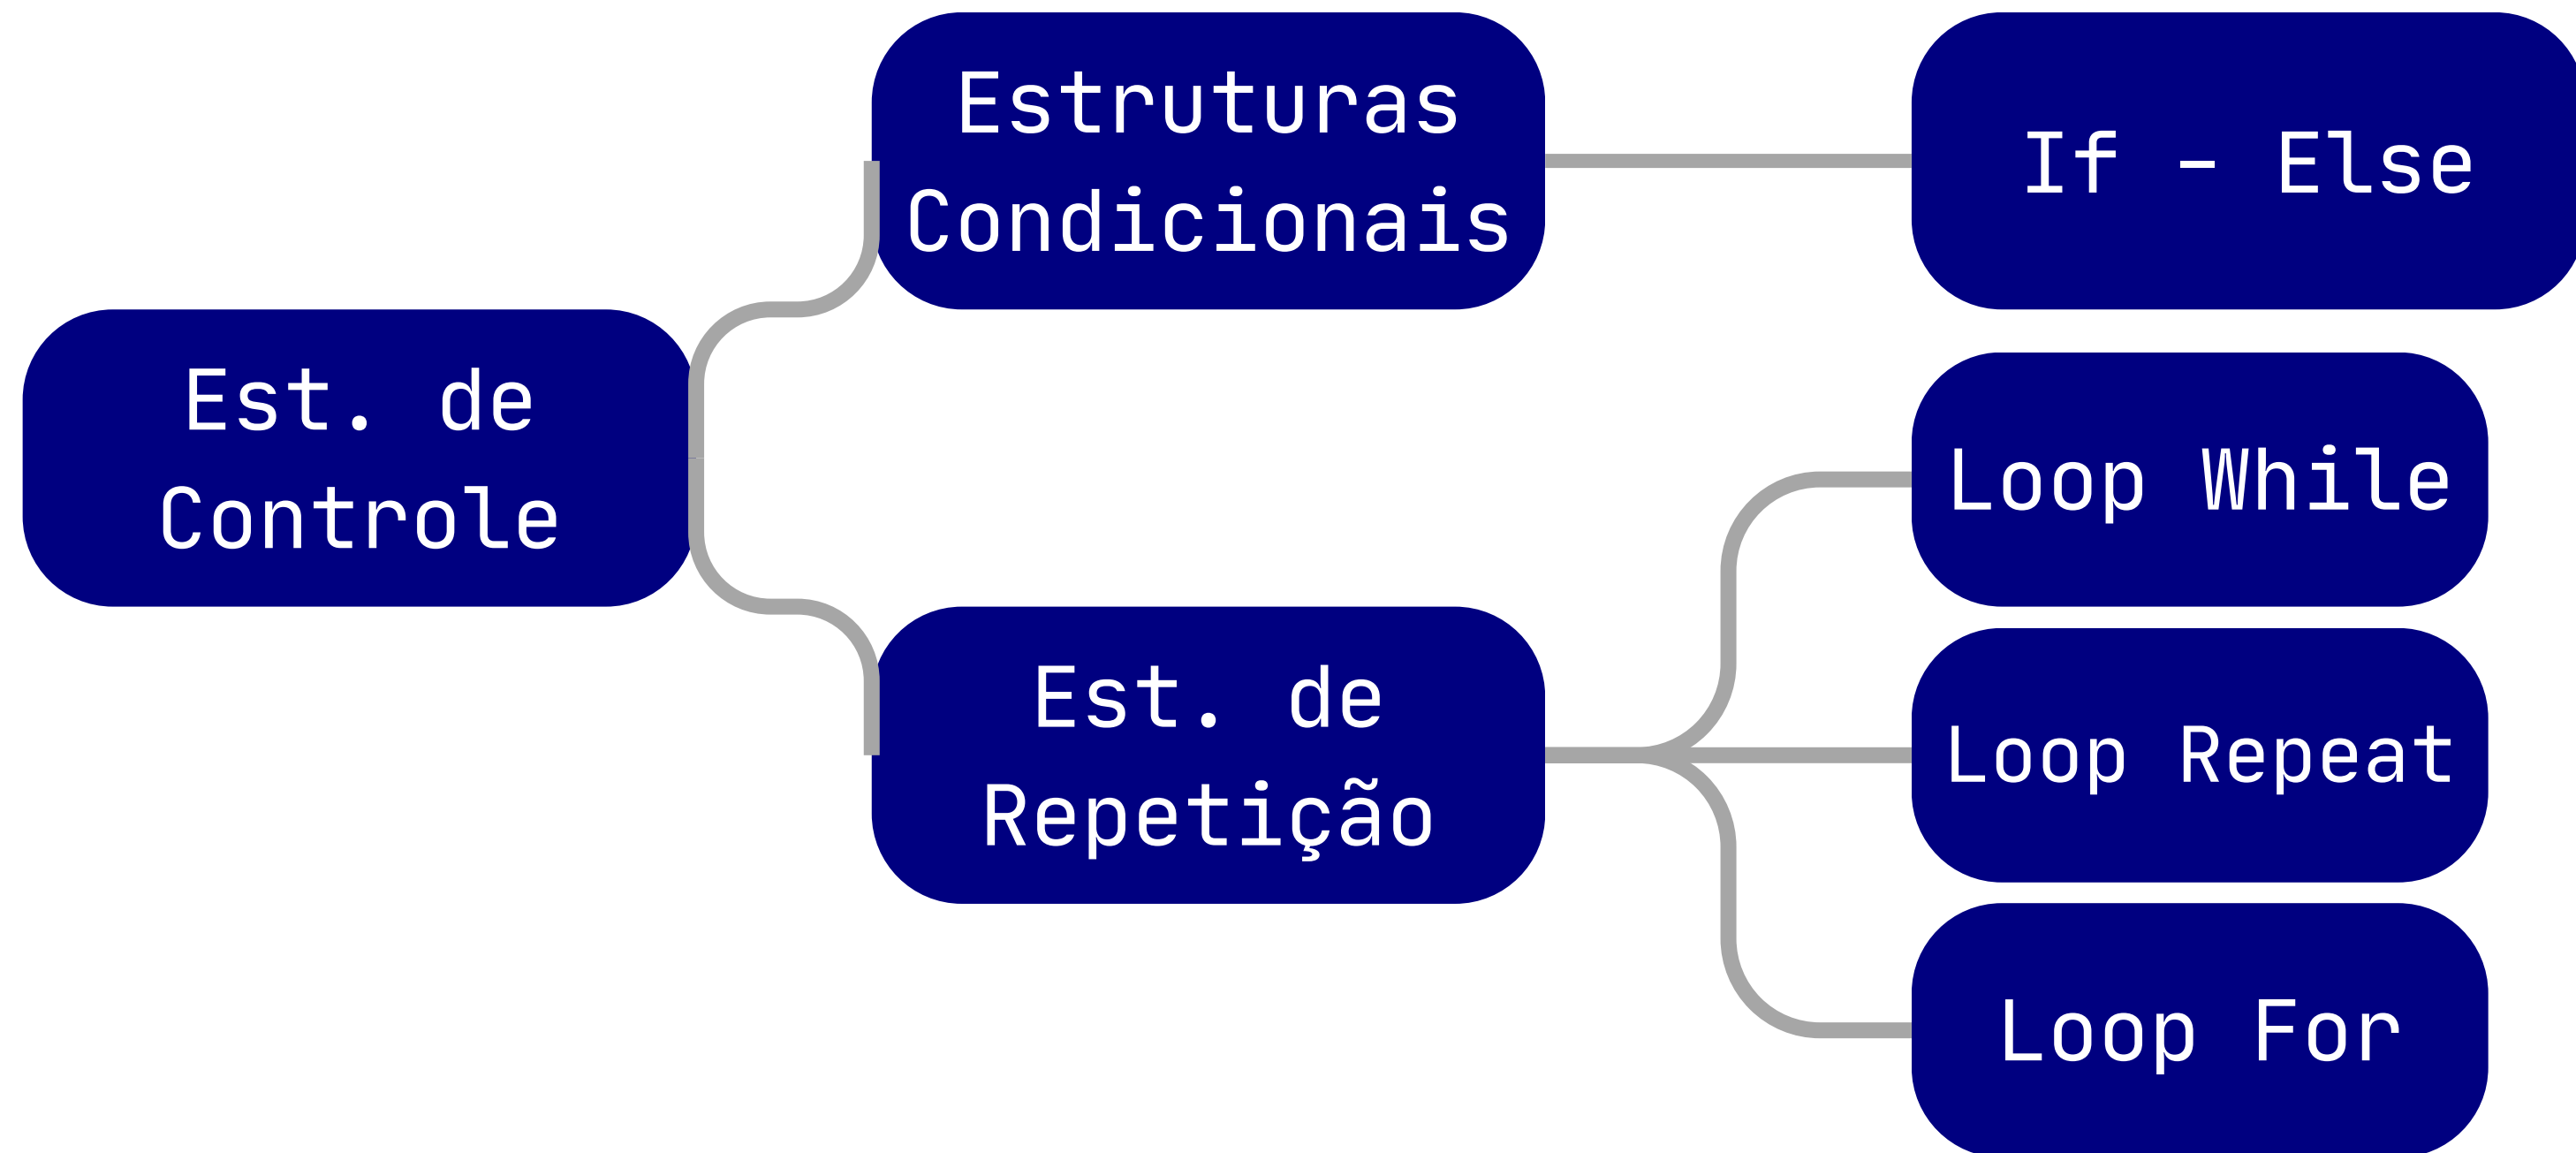 Est. de
Controle
Estruturas
Condicionais
If - Else
Est. de
Repetição
Loop While
Loop Repeat
Loop For